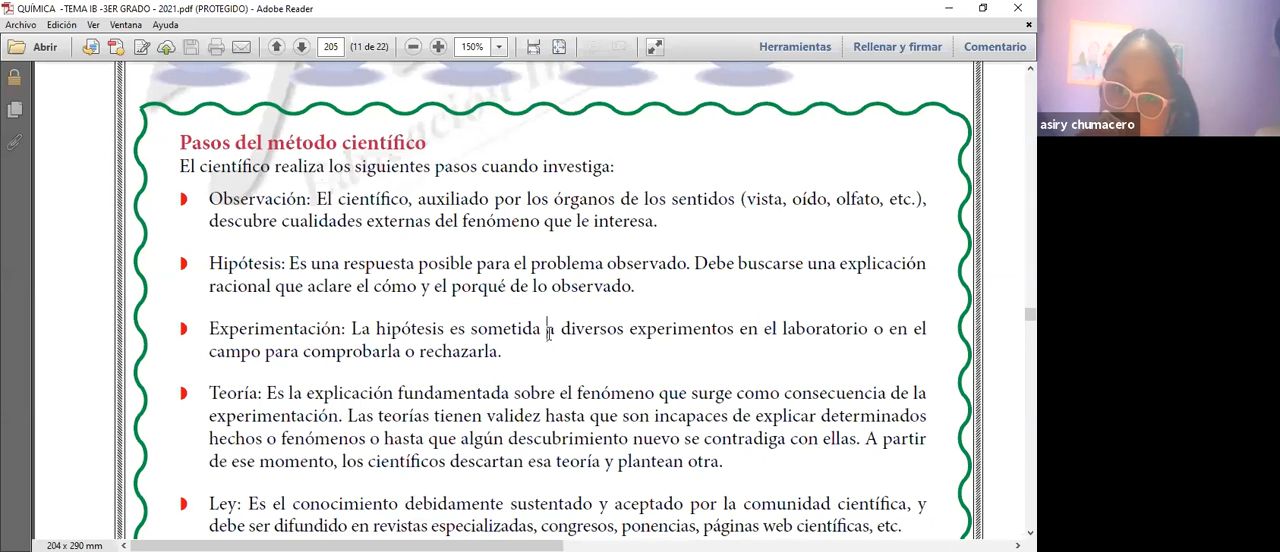 QUÍMICA -TEMA IB -3ER GRADO - 2021.pdf (PROTEGIDO) - Adobe Reader
Archivo Edición Ver Ventana Ayuda
Abrir 205 (11 de 22) 150% Herramientas Rellenar y firmar Comentario
asiry chumacero
Pasos del método científico
El científico realiza los siguientes pasos cuando investiga:
Observación: El científico, auxiliado por los órganos de los sentidos (vista, oído, olfato, etc.),
descubre cualidades externas del fenómeno que le interesa.
Hipótesis: Es una respuesta posible para el problema observado. Debe buscarse una explicación
racional que aclare el cómo y el porqué de lo observado.
Experimentación: La hipótesis es sometida a diversos experimentos en el laboratorio o en el
campo para comprobarla o rechazarla.
Teoría: Es la explicación fundamentada sobre el fenómeno que surge como consecuencia de la
experimentación. Las teorías tienen validez hasta que son incapaces de explicar determinados
hechos o fenómenos o hasta que algún descubrimiento nuevo se contradiga con ellas. A partir
de ese momento, los científicos descartan esa teoría y plantean otra.
Ley: Es el conocimiento debidamente sustentado y aceptado por la comunidad científica, y
debe ser difundido en revistas especializadas, congresos, ponencias, páginas web científicas, etc.
204 x 290 mm